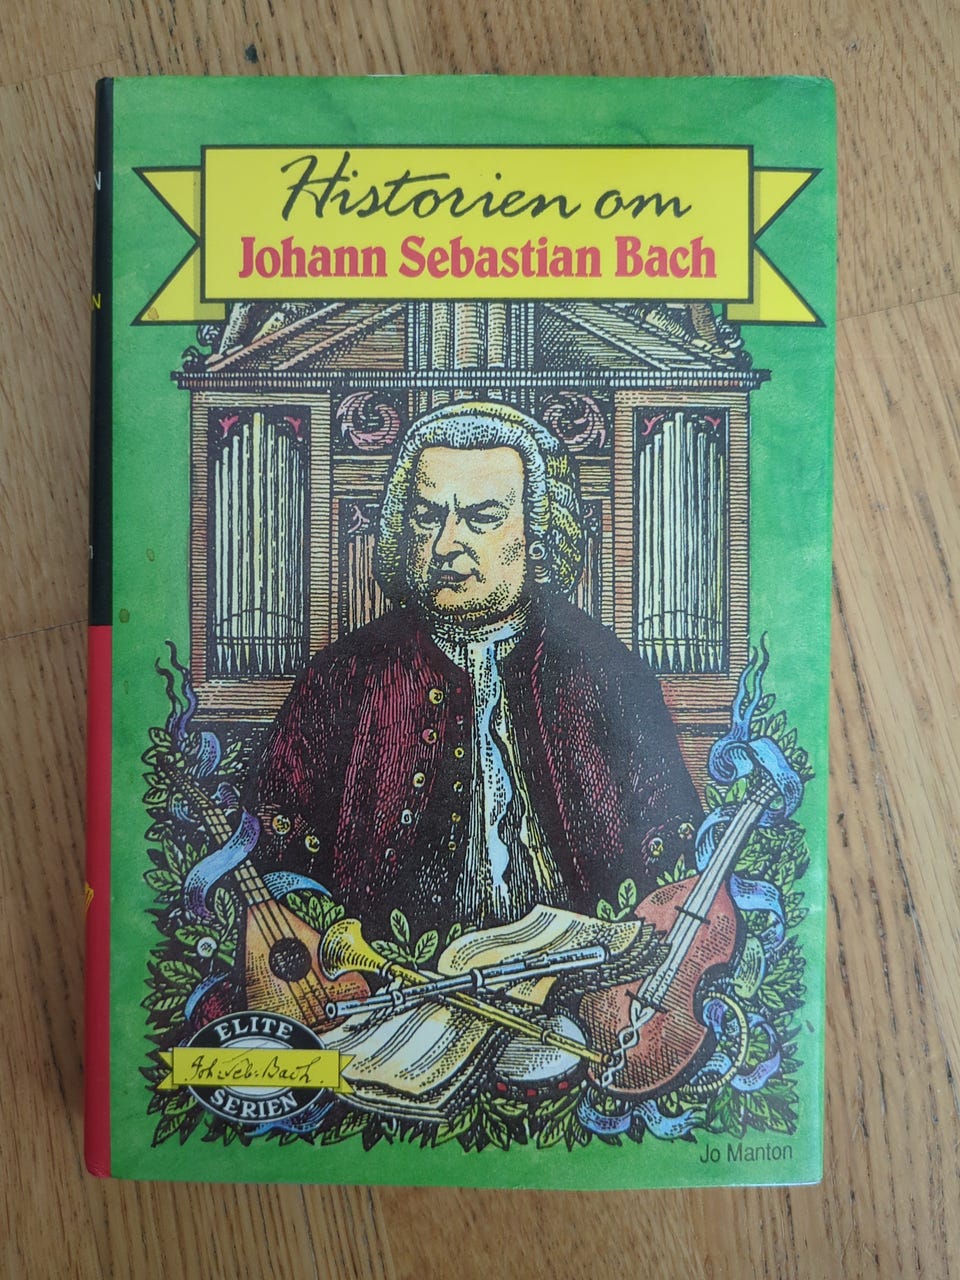 Historien om
Johann Sebastian Bach
ELITE
Joh. Seb: Bach.
SERIEN
Jo Manton